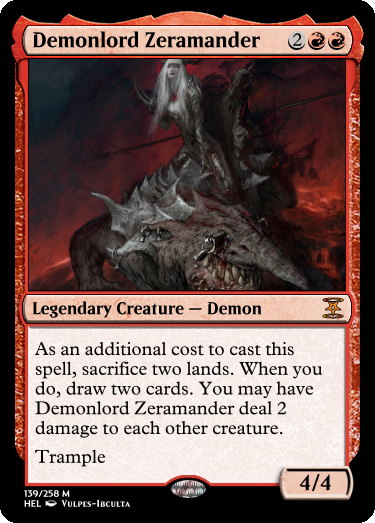 Demonlord Zeramander 2
Legendary Creature — Demon
As an additional cost to cast this
spell, sacrifice two lands. When you
do, draw two cards. You may have
Demonlord Zeramander deal 2
damage to each other creature.
Trample
4/4
139/258 M
HEL Vulpes-Ibculta